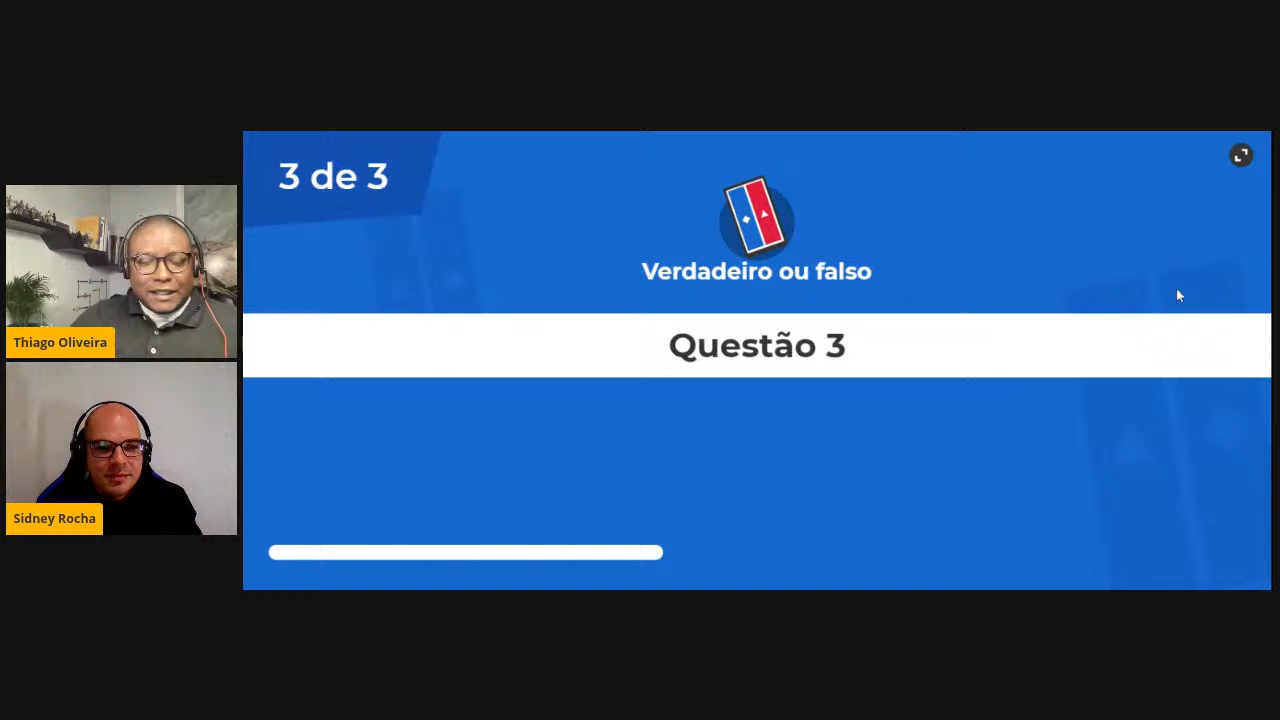 3 de 3
Verdadeiro ou falso
Questão 3
Thiago Oliveira
Sidney Rocha